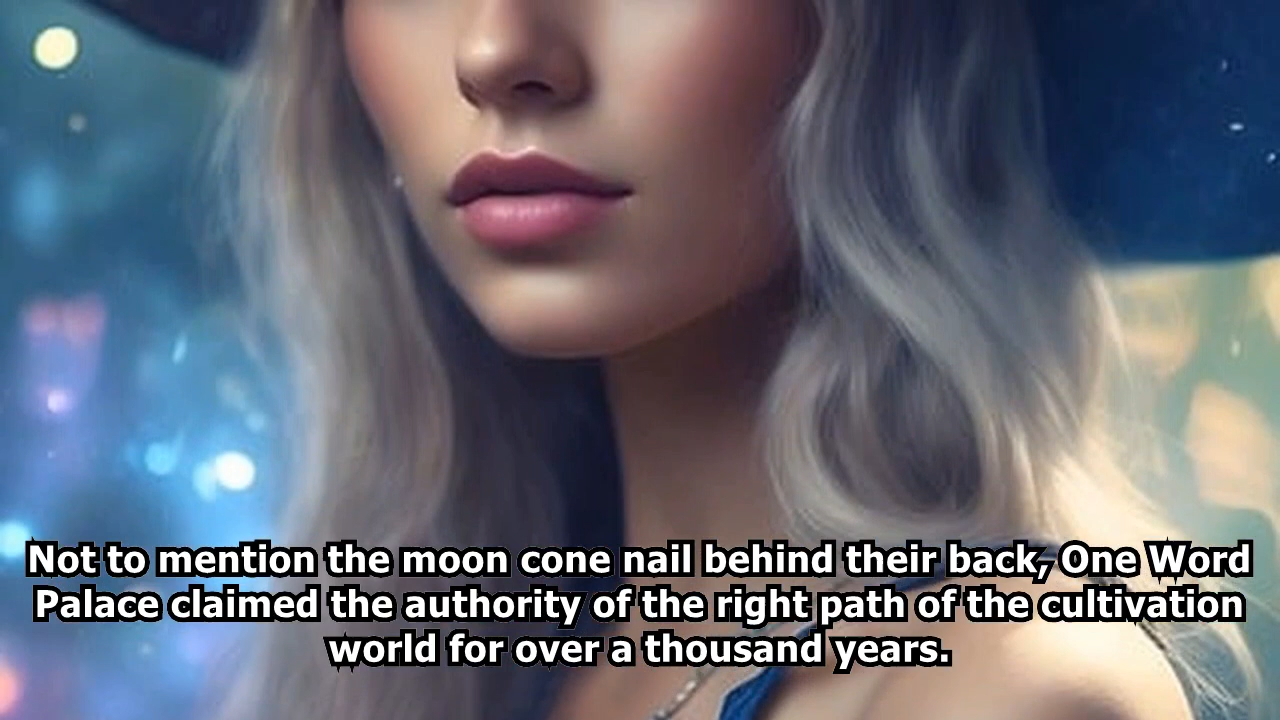 Not to mention the moon cone nail behind their back, One Word
Palace claimed the authority of the right path of the cultivation
world for over a thousand years.